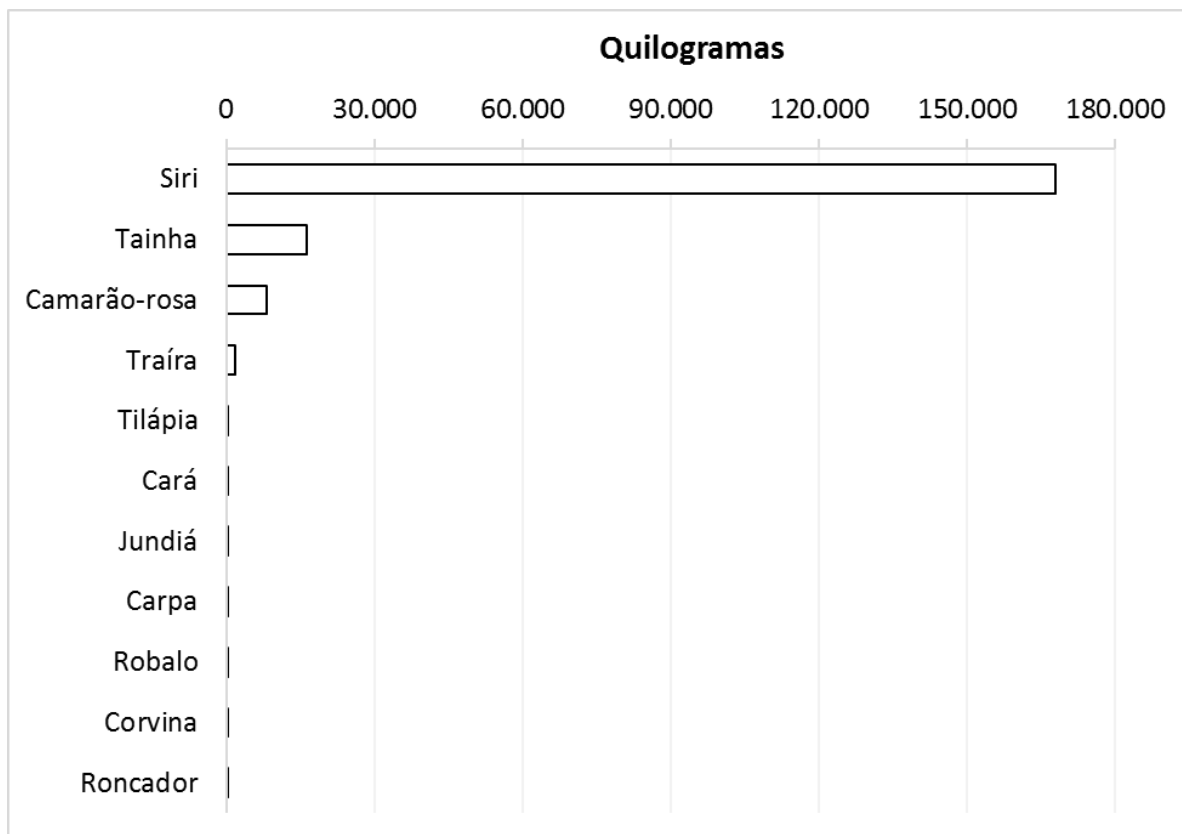 Quilogramas
0 30.000 60.000 90.000 120.000 150.000 180.000
Siri
Tainha
Camarão-rosa
Traíra
Tilápia
Cará
Jundiá
Carpa
Robalo
Corvina
Roncador